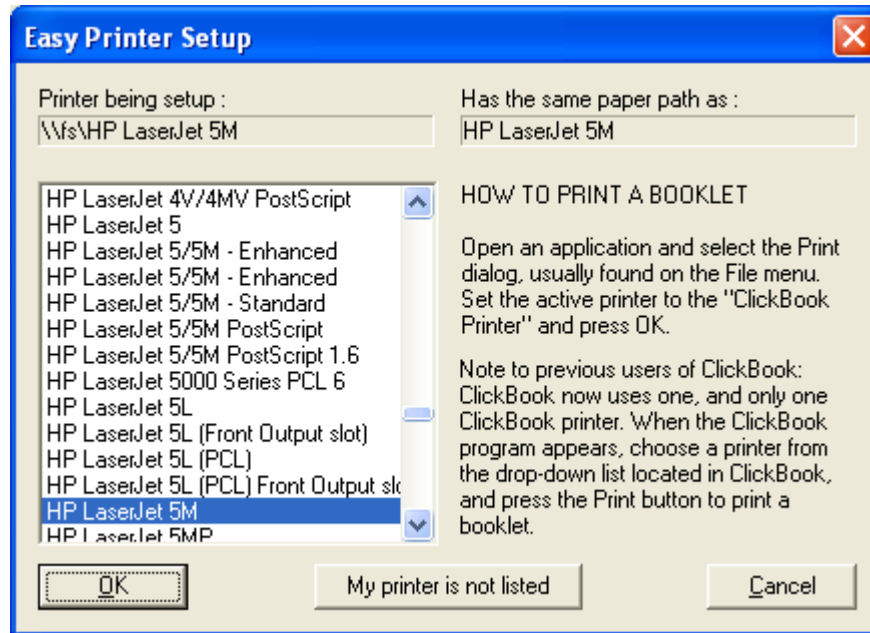 Easy Printer Setup
Printer being setup :
\\fs\HP LaserJet 5M
Has the same paper path as :
HP LaserJet 5M
HP LaserJet 4V/4MV PostScript
HP LaserJet 5
HP LaserJet 5/5M - Enhanced
HP LaserJet 5/5M - Enhanced
HP LaserJet 5/5M - Standard
HP LaserJet 5/5M PostScript
HP LaserJet 5/5M PostScript 1.6
HP LaserJet 5000 Series PCL 6
HP LaserJet 5L
HP LaserJet 5L (Front Output slot)
HP LaserJet 5L (PCL)
HP LaserJet 5L (PCL) Front Output slo
HP LaserJet 5M
HP LaserJet 5MP
HOW TO PRINT A BOOKLET
Open an application and select the Print
dialog, usually found on the File menu.
Set the active printer to the "ClickBook
Printer" and press OK.
Note to previous users of ClickBook:
ClickBook now uses one, and only one
ClickBook printer. When the ClickBook
program appears, choose a printer from
the drop-down list located in ClickBook,
and press the Print button to print a
booklet.
OK
My printer is not listed
Cancel